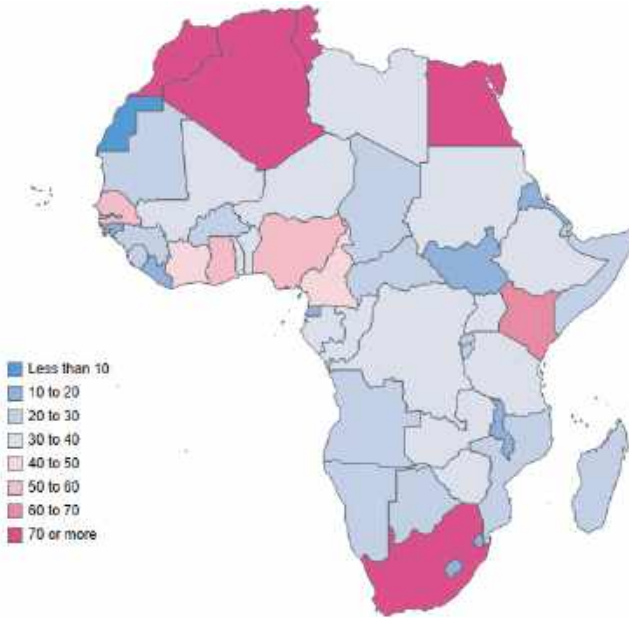 Less than 10
10 to 20
20 to 30
30 to 40
40 to 50
50 to 60
60 to 70
70 or more